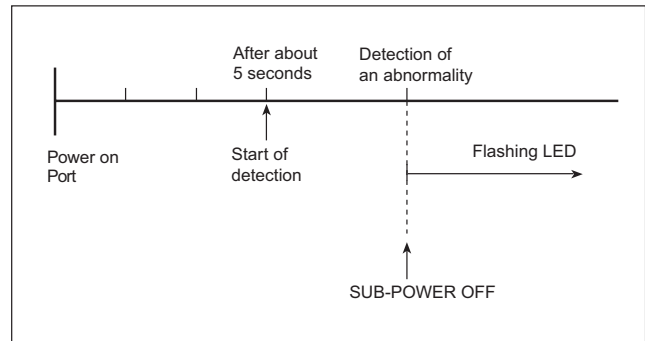 After about
5 seconds
Detection of
an abnormality
Power on
Port
Start of
detection
Flashing LED
SUB-POWER OFF